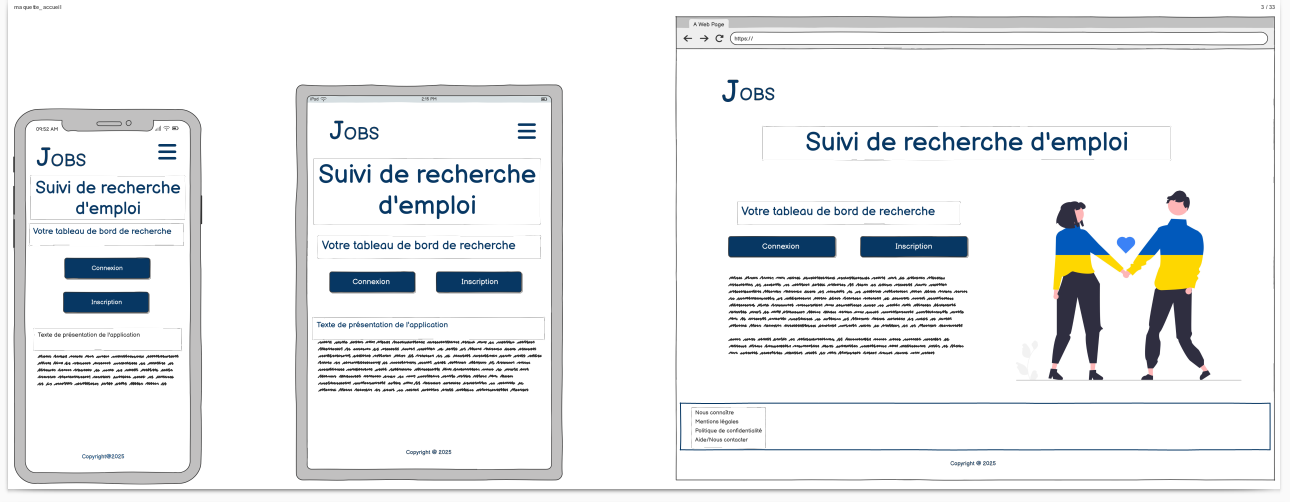 maquette_accueil
3 / 33
09:52 AM
JOBS
Suivi de recherche
d'emploi
Votre tableau de bord de recherche
Connexion
Inscription
Texte de présentation de l'application
Copyright@2025
iPad
2:15 PM
JOBS
Suivi de recherche
d'emploi
Votre tableau de bord de recherche
Connexion
Inscription
Texte de présentation de l'application
Copyright @ 2025
A Web Page
https://
JOBS
Suivi de recherche d'emploi
Votre tableau de bord de recherche
Connexion
Inscription
Nous connaître
Mentions légales
Politique de confidentialité
Aide/Nous contacter
Copyright @ 2025